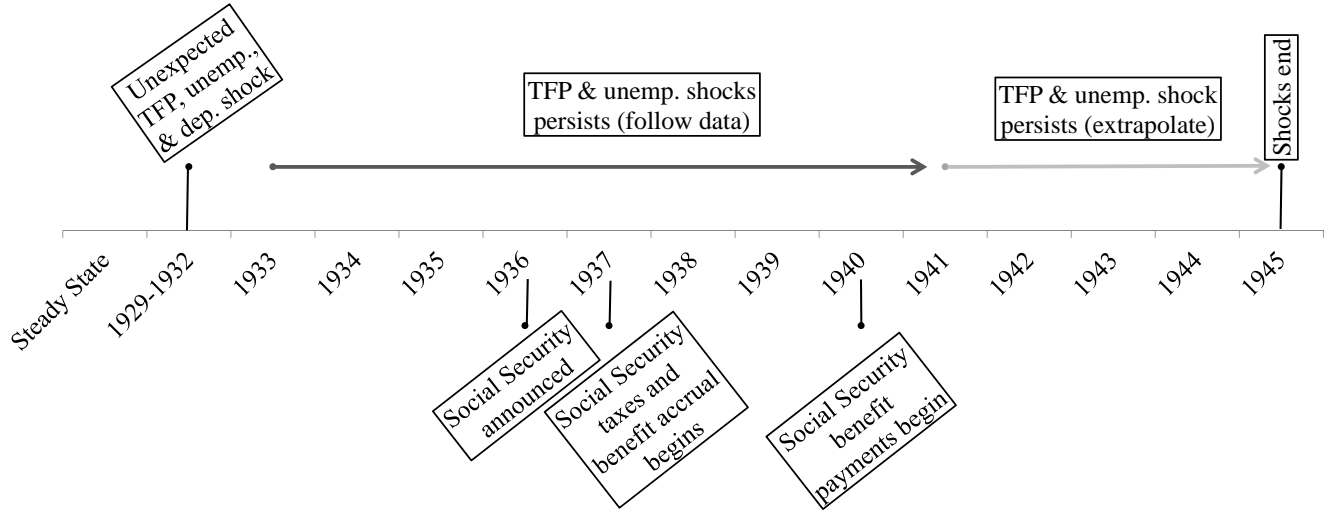 Unexpected
TFP, unemp.,
& dep. shock
TFP & unemp. shocks
persists (follow data)
TFP & unemp. shock
persists (extrapolate)
Shocks end
Steady State
1929-1932
1933
1934
1935
1936
1937
1938
1939
1940
1941
1942
1943
1944
1945
Social Security
announced
Social Security
taxes and
benefit accrual
begins
Social Security
benefit
payments begin